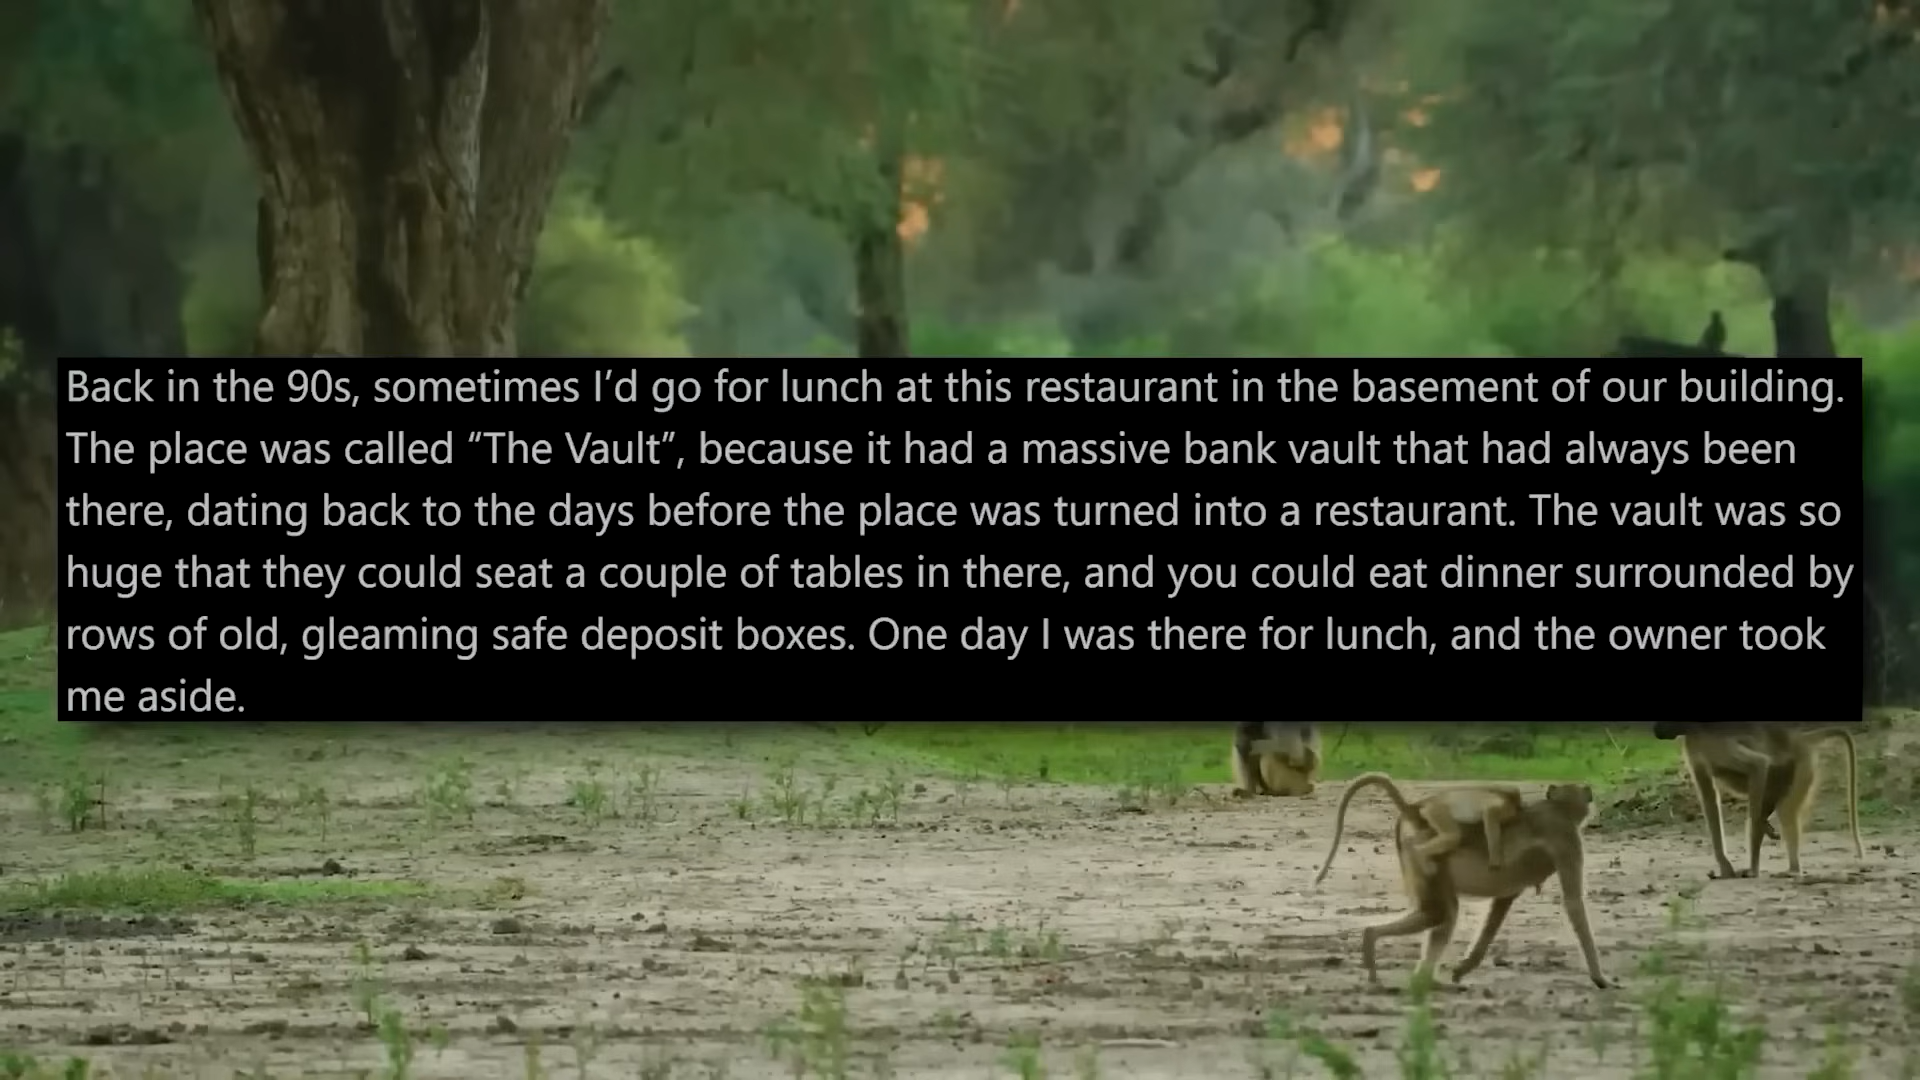 Back in the 90s, sometimes I’d go for lunch at this restaurant in the basement of our building.
The place was called “The Vault”, because it had a massive bank vault that had always been
there, dating back to the days before the place was turned into a restaurant. The vault was so
huge that they could seat a couple of tables in there, and you could eat dinner surrounded by
rows of old, gleaming safe deposit boxes. One day I was there for lunch, and the owner took
me aside.